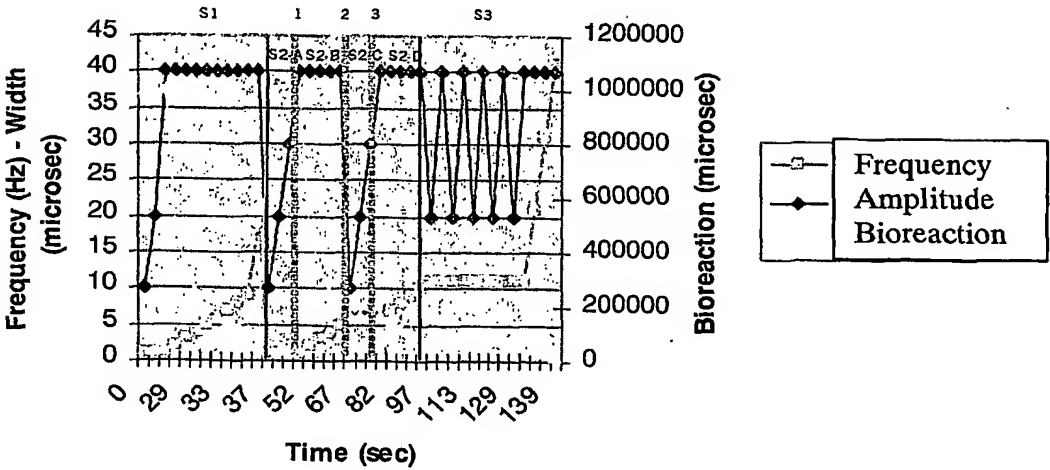 S1 1 2 3 S3
S2 A S2 B S2 C S2 D
Frequency (Hz) - Width
(microsec)
45
40
35
30
25
20
15
10
5
0
1200000
1000000
800000
600000
400000
200000
0
Bioreaction (microsec)
0 29 33 37 52 67 82 97 113 129 139
Time (sec)
Frequency
Amplitude
Bioreaction